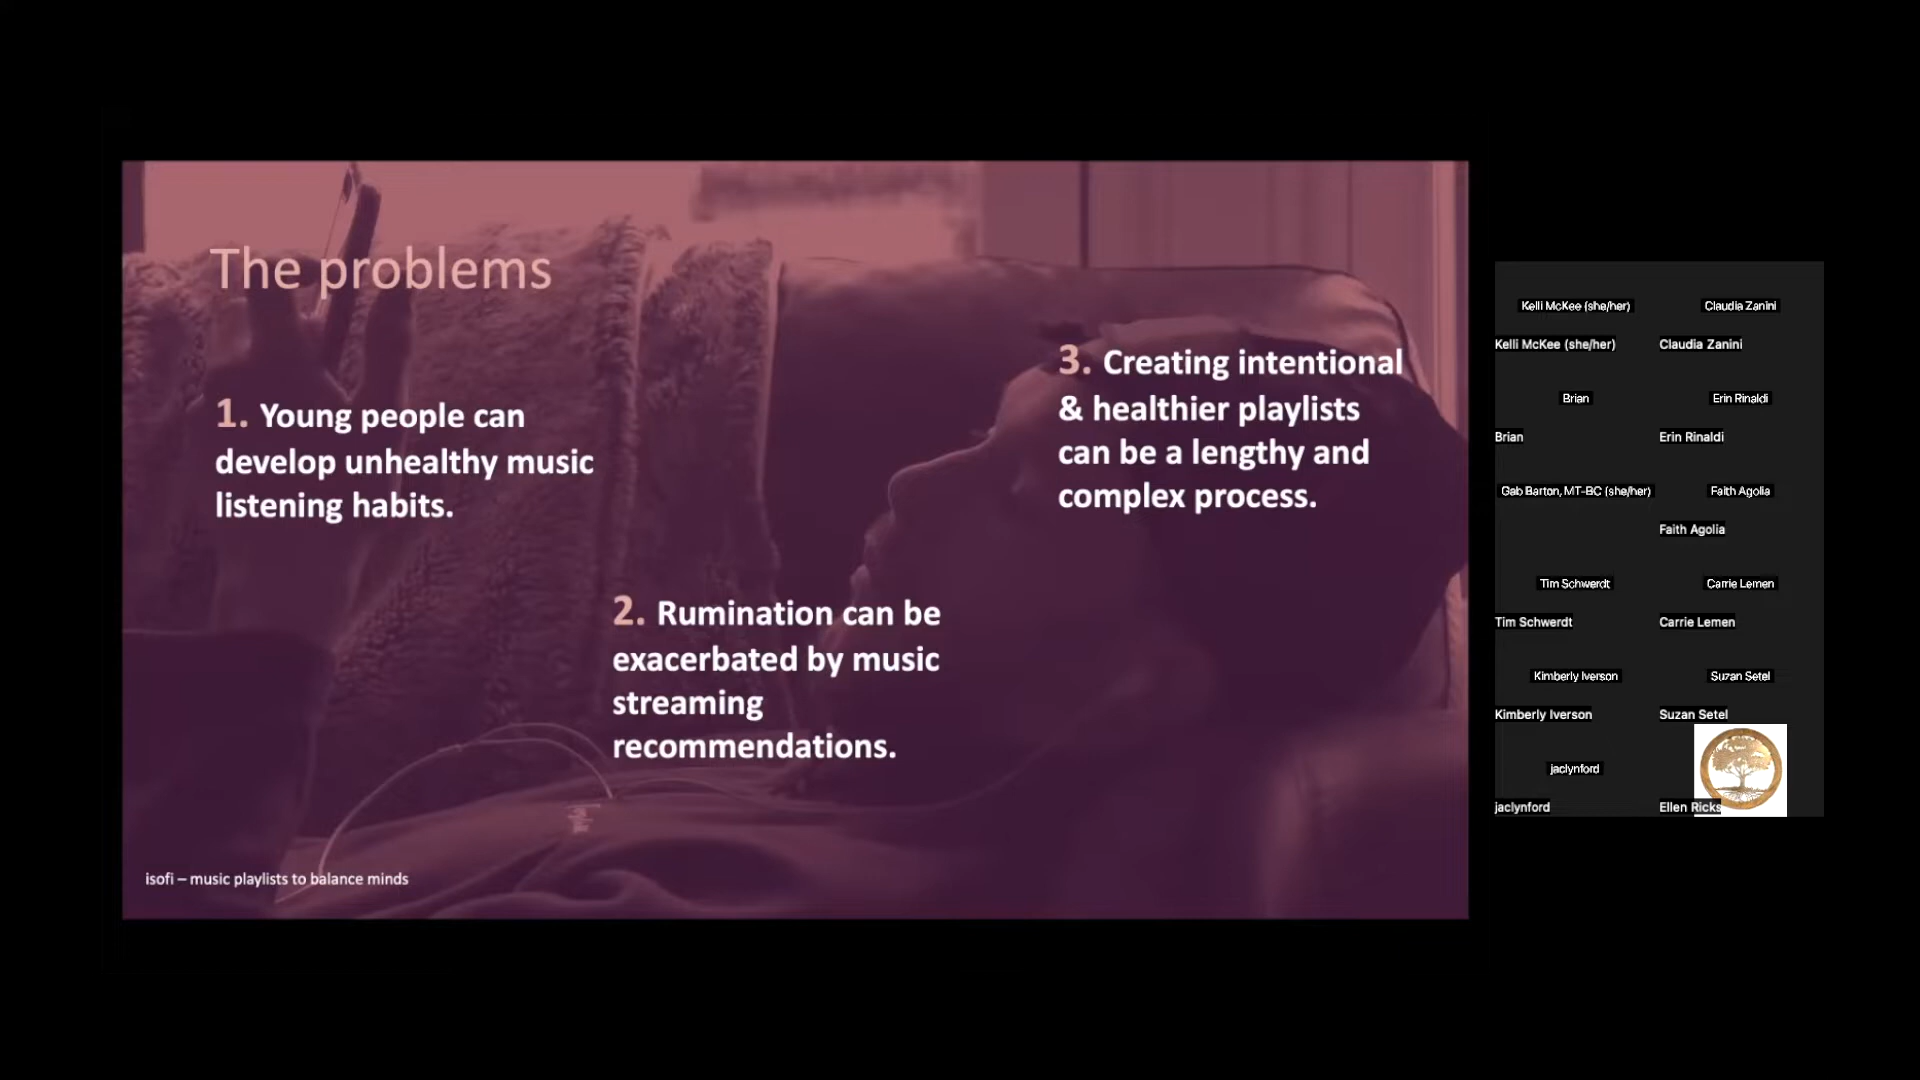 The problems
1. Young people can
develop unhealthy music
listening habits.
2. Rumination can be
exacerbated by music
streaming
recommendations.
3. Creating intentional
& healthier playlists
can be a lengthy and
complex process.
isofi – music playlists to balance minds
Kelli McKee (she/her)
Claudia Zanini
Kelli McKee (she/her)
Claudia Zanini
Brian
Erin Rinaldi
Brian
Erin Rinaldi
Gab Barton, MT-BC (she/her)
Faith Agolia
Faith Agolia
Tim Schwerdt
Carrie Lemen
Tim Schwerdt
Carrie Lemen
Kimberly Iverson
Suzan Setel
Kimberly Iverson
Suzan Setel
jaclynford
jaclynford
Ellen Ricks